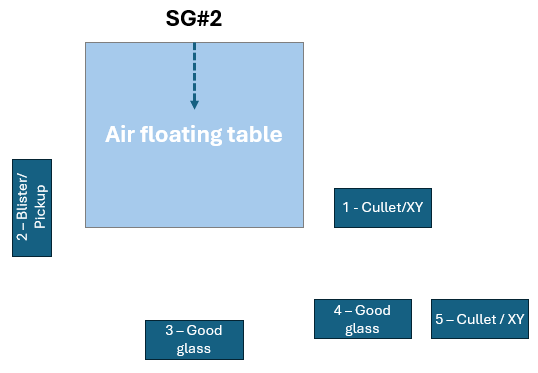 SG#2
Air floating table
2 – Blister/
Pickup
1 - Cullet/XY
3 – Good
glass
4 – Good
glass
5 – Cullet / XY